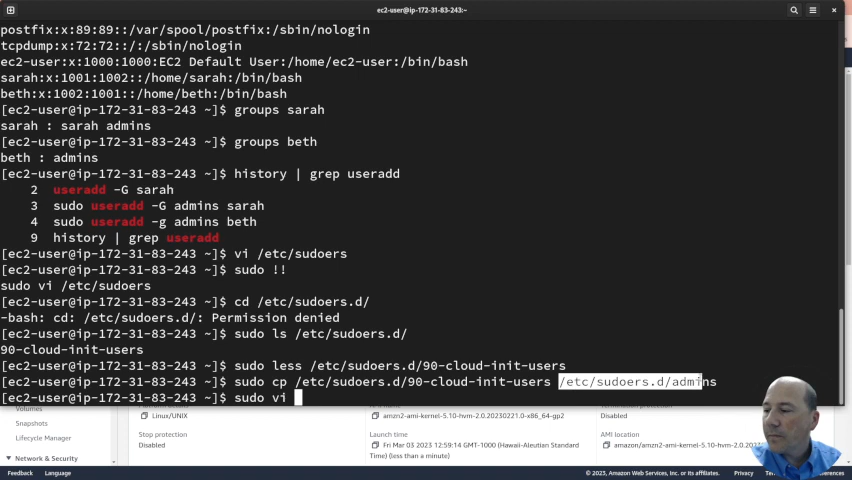 ec2-user@ip-172-31-83-243:~
postfix:x:89:89::/var/spool/postfix:/sbin/nologin
tcpdump:x:72:72::/:/sbin/nologin
ec2-user:x:1000:1000:EC2 Default User:/home/ec2-user:/bin/bash
sarah:x:1001:1002::/home/sarah:/bin/bash
beth:x:1002:1001::/home/beth:/bin/bash
[ec2-user@ip-172-31-83-243 ~]$ groups sarah
sarah : sarah admins
[ec2-user@ip-172-31-83-243 ~]$ groups beth
beth : admins
[ec2-user@ip-172-31-83-243 ~]$ history | grep useradd
2 useradd -G sarah
3 sudo useradd -G admins sarah
4 sudo useradd -g admins beth
9 history | grep useradd
[ec2-user@ip-172-31-83-243 ~]$ vi /etc/sudoers
[ec2-user@ip-172-31-83-243 ~]$ sudo !!
sudo vi /etc/sudoers
[ec2-user@ip-172-31-83-243 ~]$ cd /etc/sudoers.d/
-bash: cd: /etc/sudoers.d/: Permission denied
[ec2-user@ip-172-31-83-243 ~]$ sudo ls /etc/sudoers.d/
90-cloud-init-users
[ec2-user@ip-172-31-83-243 ~]$ sudo less /etc/sudoers.d/90-cloud-init-users
[ec2-user@ip-172-31-83-243 ~]$ sudo cp /etc/sudoers.d/90-cloud-init-users /etc/sudoers.d/admins
[ec2-user@ip-172-31-83-243 ~]$ sudo vi
Volumes
Snapshots
Lifecycle Manager
Network & Security
Linux/UNIX
Stop protection
Disabled
amzn2-ami-kernel-5.10-hvm-2.0.20230221.0-x86_64-gp2
Launch time
Fri Mar 03 2023 12:59:14 GMT-1000 (Hawaii-Aleutian Standard
Time) (less than a minute)
Disabled
AMI location
amazon/amzn2-ami-kernel-5.10-hvm-2.0.20
Feedback Language
© 2023, Amazon Web Services, Inc. or its affiliates. Privacy